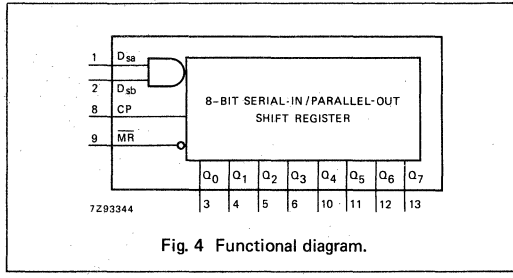 1 Dsa
2 Dsb
8 CP
9 M̅R̅
8-BIT SERIAL-IN/PARALLEL-OUT
SHIFT REGISTER
Q0 Q1 Q2 Q3 Q4 Q5 Q6 Q7
3 4 5 6 10 11 12 13
7Z93344
Fig. 4 Functional diagram.